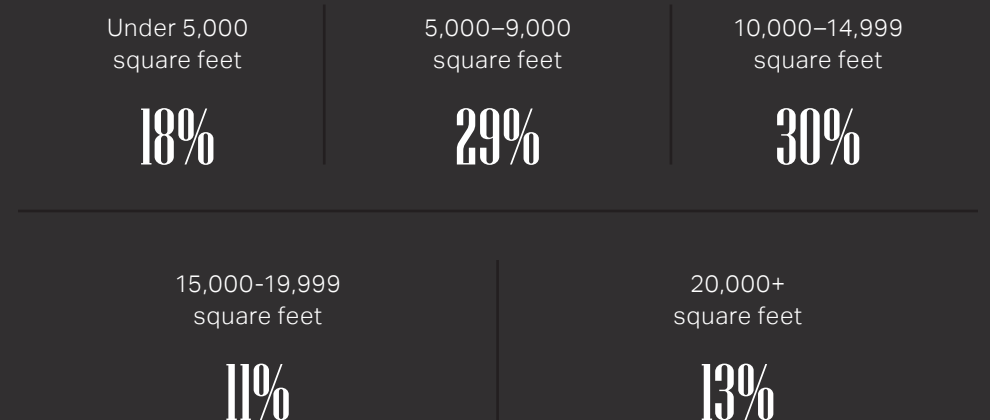 Under 5,000
square feet
18%
5,000–9,000
square feet
29%
10,000–14,999
square feet
30%
15,000-19,999
square feet
11%
20,000+
square feet
13%